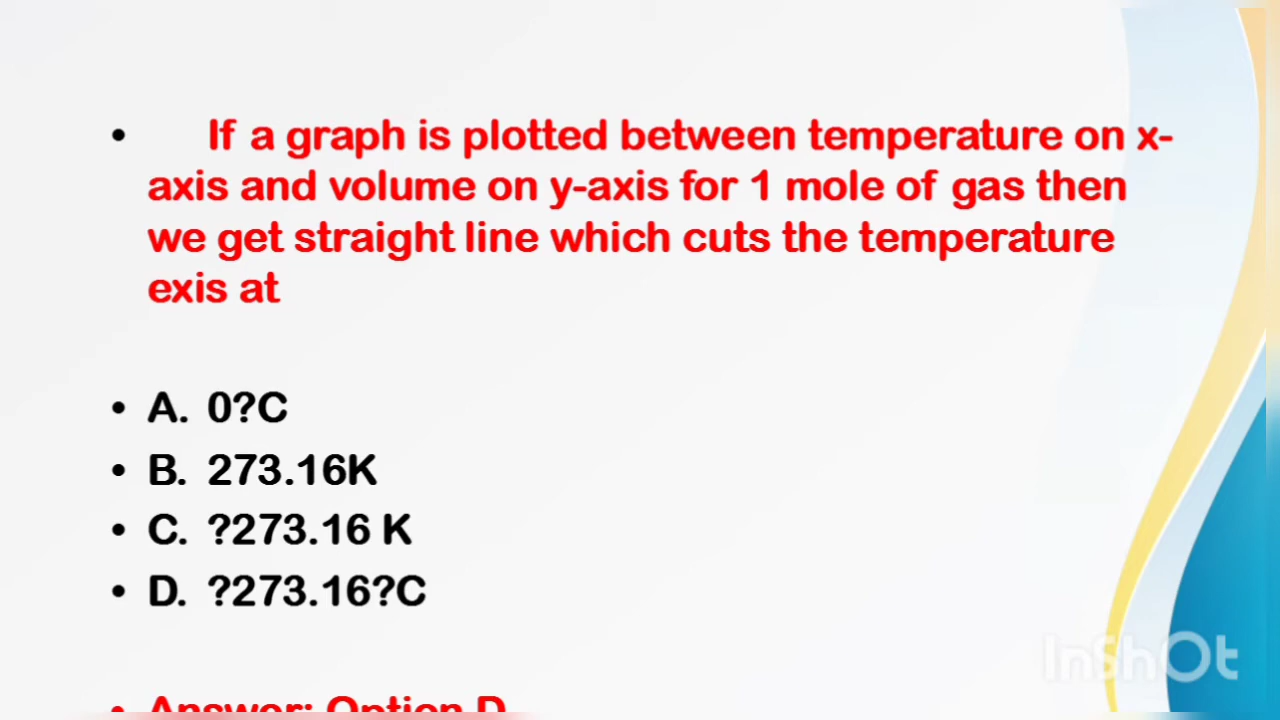 • If a graph is plotted between temperature on x-
axis and volume on y-axis for 1 mole of gas then
we get straight line which cuts the temperature
exis at
• A. 0?C
• B. 273.16K
• C. ?273.16 K
• D. ?273.16?C
• Answer: Option D
InShOt